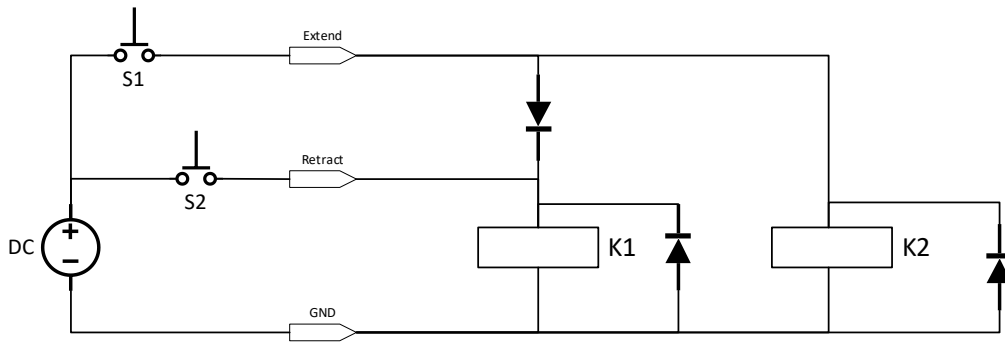 Extend
S1
Retract
S2
DC
K1
K2
GND